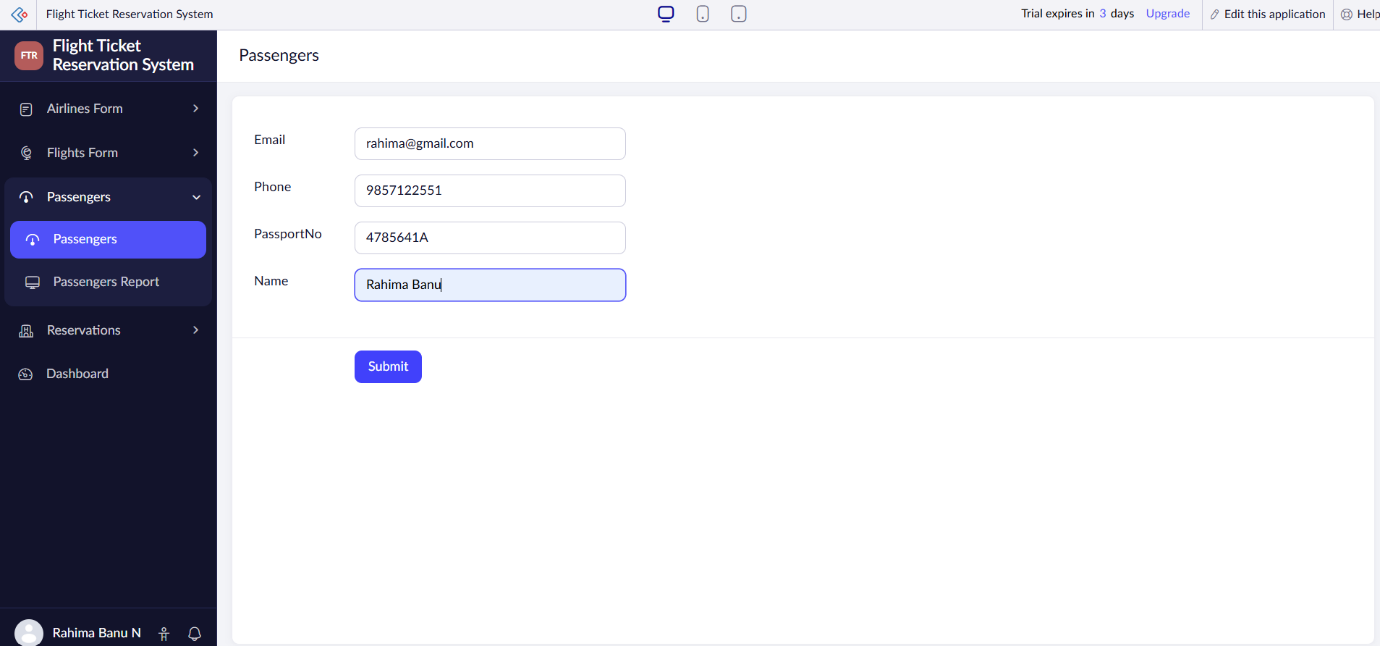 Flight Ticket Reservation System
Trial expires in 3 days Upgrade
Edit this application
Help
FTR
Flight Ticket
Reservation System
Airlines Form
Flights Form
Passengers
Passengers
Passengers Report
Reservations
Dashboard
Rahima Banu N
Passengers
Email rahima@gmail.com
Phone 9857122551
PassportNo 4785641A
Name Rahima Banu
Submit